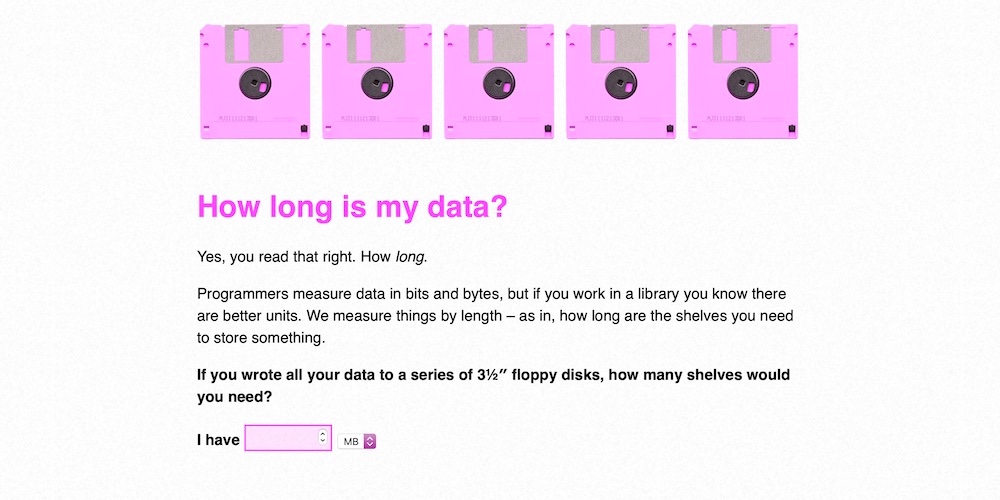 How long is my data?
Yes, you read that right. How long.
Programmers measure data in bits and bytes, but if you work in a library you know there
are better units. We measure things by length – as in, how long are the shelves you need
to store something.
If you wrote all your data to a series of 3½″ floppy disks, how many shelves would
you need?
I have MB